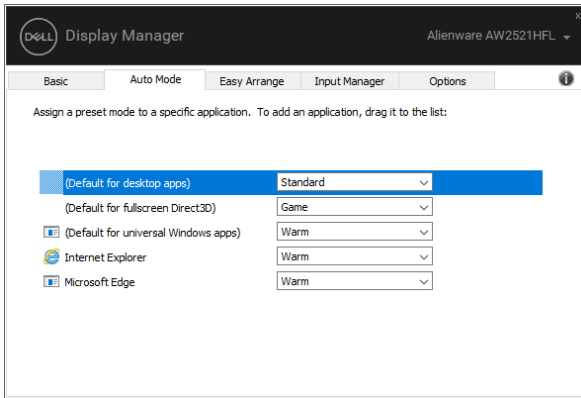 DELL Display Manager Alienware AW2521HFL
x
Basic Auto Mode Easy Arrange Input Manager Options
Assign a preset mode to a specific application. To add an application, drag it to the list:
(Default for desktop apps) Standard
(Default for fullscreen Direct3D) Game
(Default for universal Windows apps) Warm
Internet Explorer Warm
Microsoft Edge Warm